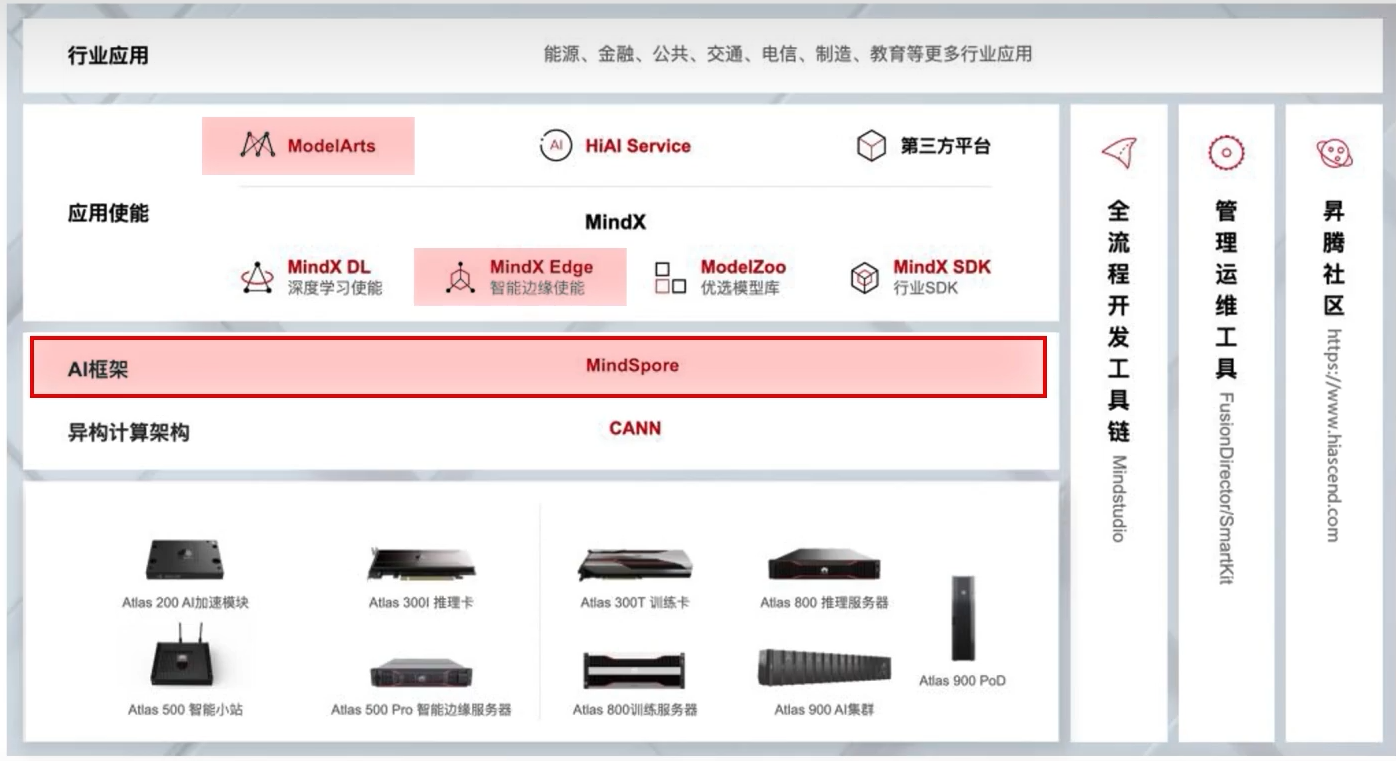 行业应用
能源、金融、公共、交通、电信、制造、教育等更多行业应用
应用使能
ModelArts
HiAI Service
第三方平台
MindX
MindX DL
深度学习使能
MindX Edge
智能边缘使能
ModelZoo
优选模型库
MindX SDK
行业SDK
AI框架
MindSpore
异构计算架构
CANN
Atlas 200 AI加速模块
Atlas 300I 推理卡
Atlas 300T 训练卡
Atlas 800 推理服务器
Atlas 500 智能小站
Atlas 500 Pro 智能边缘服务器
Atlas 800训练服务器
Atlas 900 AI集群
Atlas 900 PoD
全流程开发工具链 Mindstudio
管理运维工具 FusionDirector/SmartKit
昇腾社区 https://www.hiascend.com